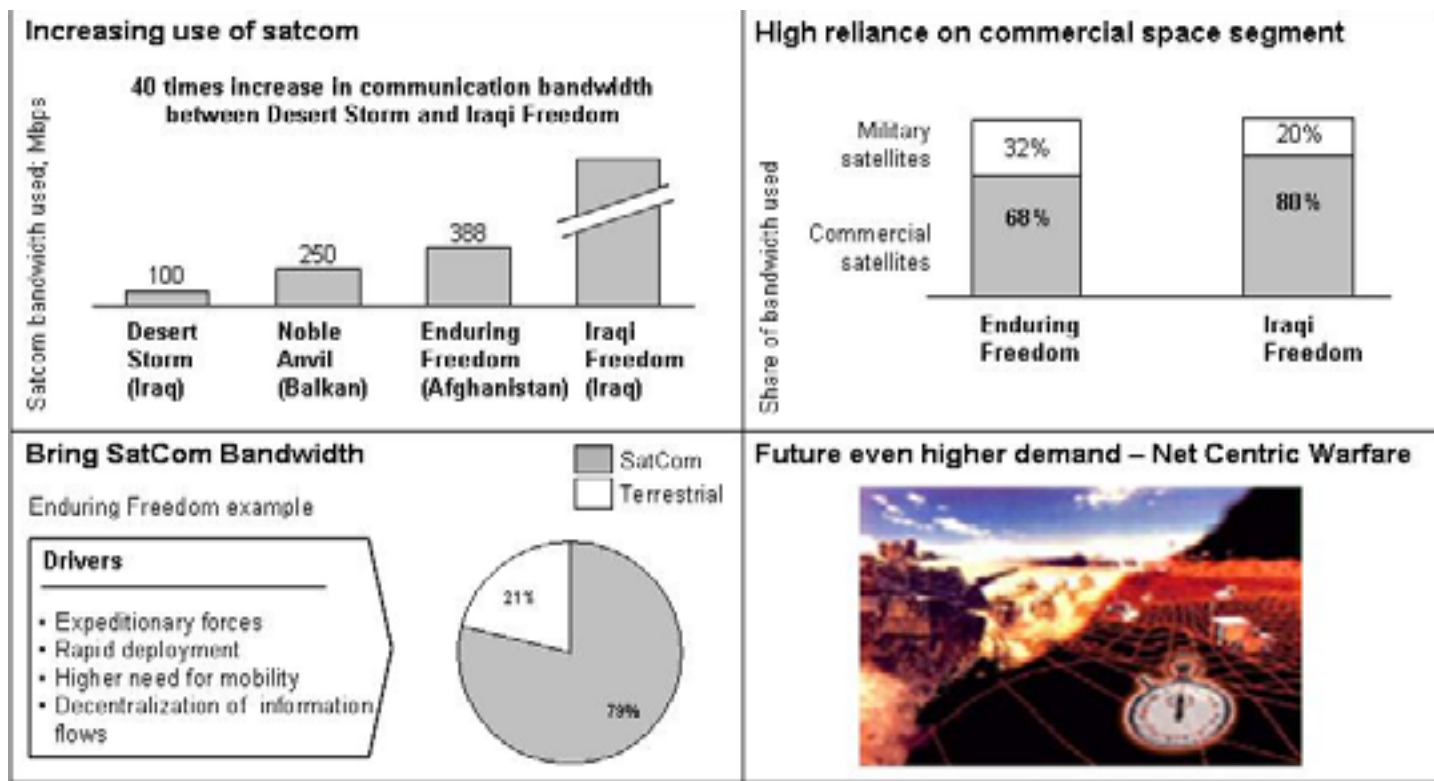 Increasing use of satcom
40 times increase in communication bandwidth
between Desert Storm and Iraqi Freedom
Satcom bandwidth used; Mbps
100
250
388
Desert
Storm
(Iraq)
Noble
Anvil
(Balkan)
Enduring
Freedom
(Afghanistan)
Iraqi
Freedom
(Iraq)
High reliance on commercial space segment
Share of bandwidth used
Military
satellites
Commercial
satellites
32%
68%
20%
80%
Enduring
Freedom
Iraqi
Freedom
Bring SatCom Bandwidth
SatCom
Terrestrial
Enduring Freedom example
Drivers
• Expeditionary forces
• Rapid deployment
• Higher need for mobility
• Decentralization of information
flows
21%
79%
Future even higher demand – Net Centric Warfare